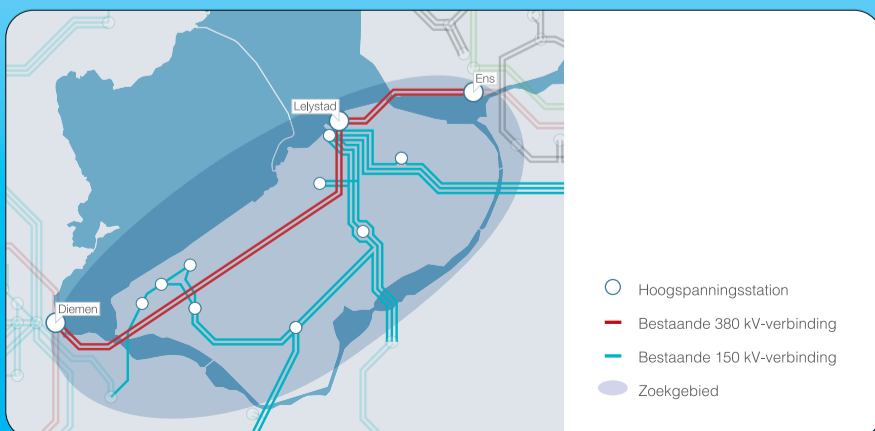 Ens
Lelystad
Diemen
Hoogspanningsstation
Bestaande 380 kV-verbinding
Bestaande 150 kV-verbinding
Zoekgebied